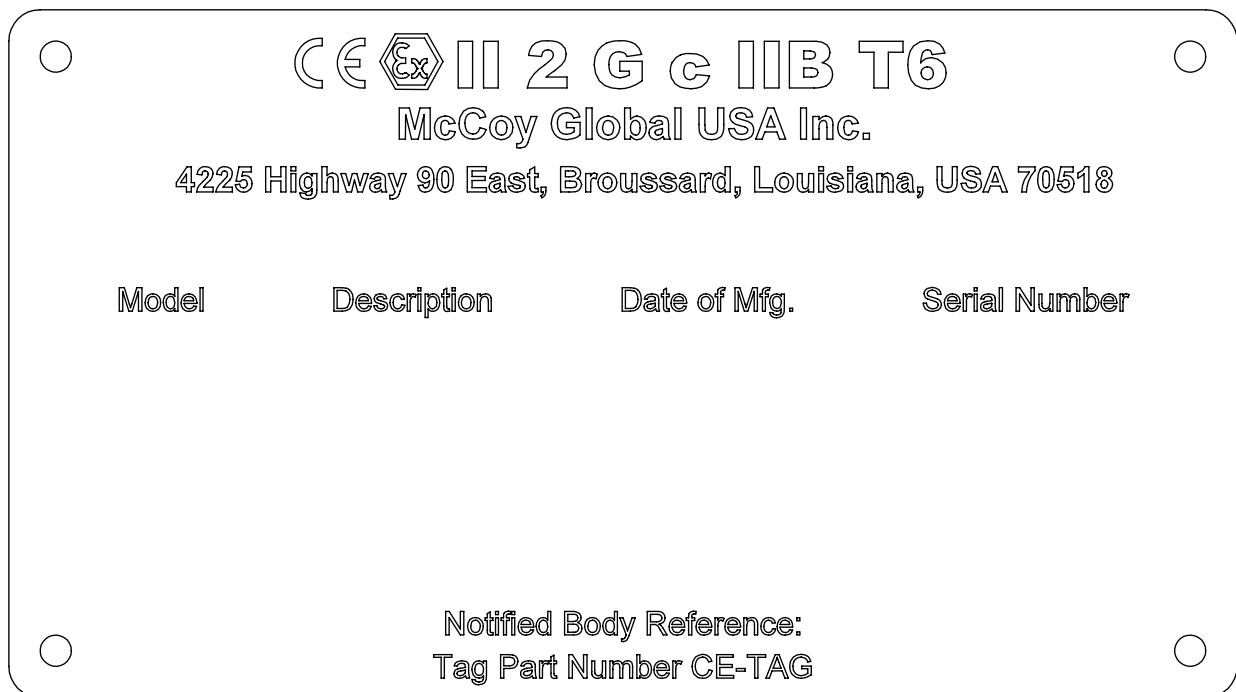 CE Ex II 2 G c IIB T6
McCoy Global USA Inc.
4225 Highway 90 East, Broussard, Louisiana, USA 70518
Model Description Date of Mfg. Serial Number
Notified Body Reference:
Tag Part Number CE-TAG